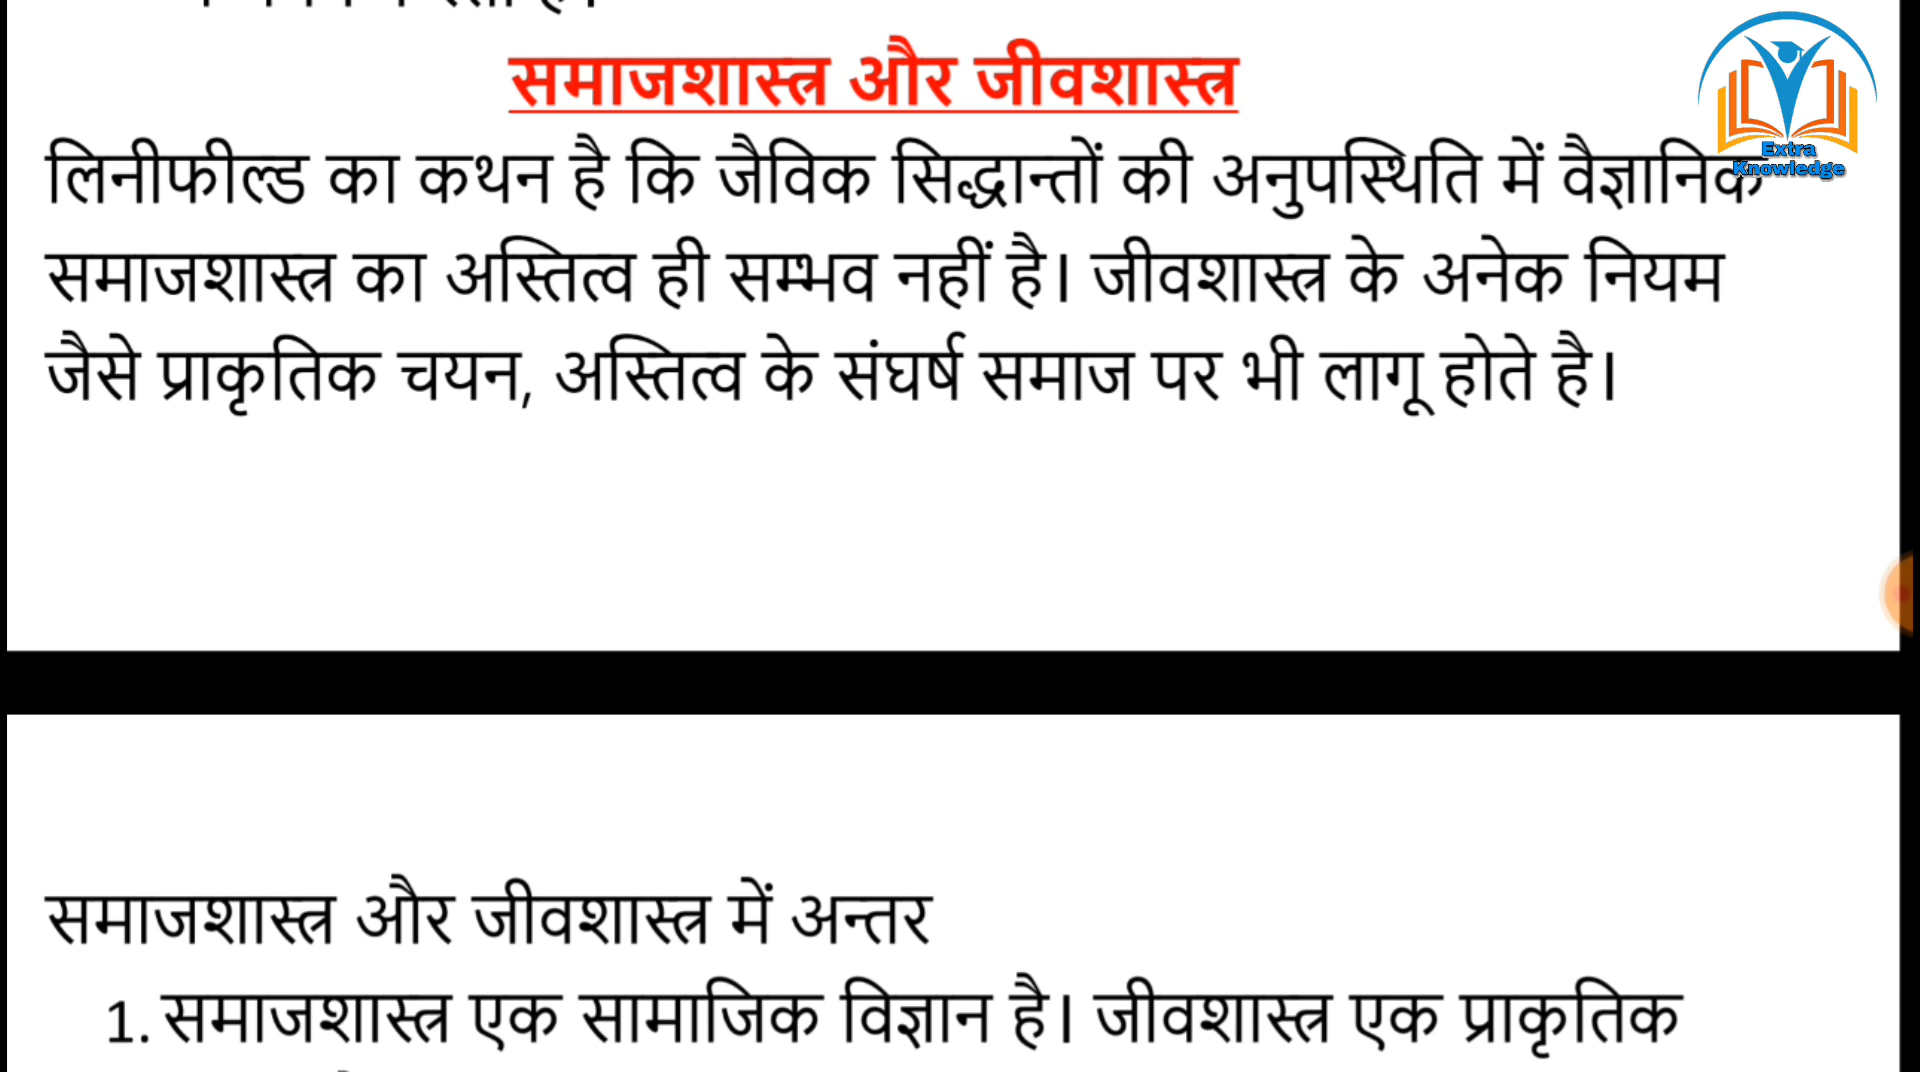 समाजशास्त्र और जीवशास्त्र
Extra
Knowledge
लिनीफील्ड का कथन है कि जैविक सिद्धान्तों की अनुपस्थिति में वैज्ञानिक
समाजशास्त्र का अस्तित्व ही सम्भव नहीं है। जीवशास्त्र के अनेक नियम
जैसे प्राकृतिक चयन, अस्तित्व के संघर्ष समाज पर भी लागू होते है।
समाजशास्त्र और जीवशास्त्र में अन्तर
1. समाजशास्त्र एक सामाजिक विज्ञान है। जीवशास्त्र एक प्राकृतिक